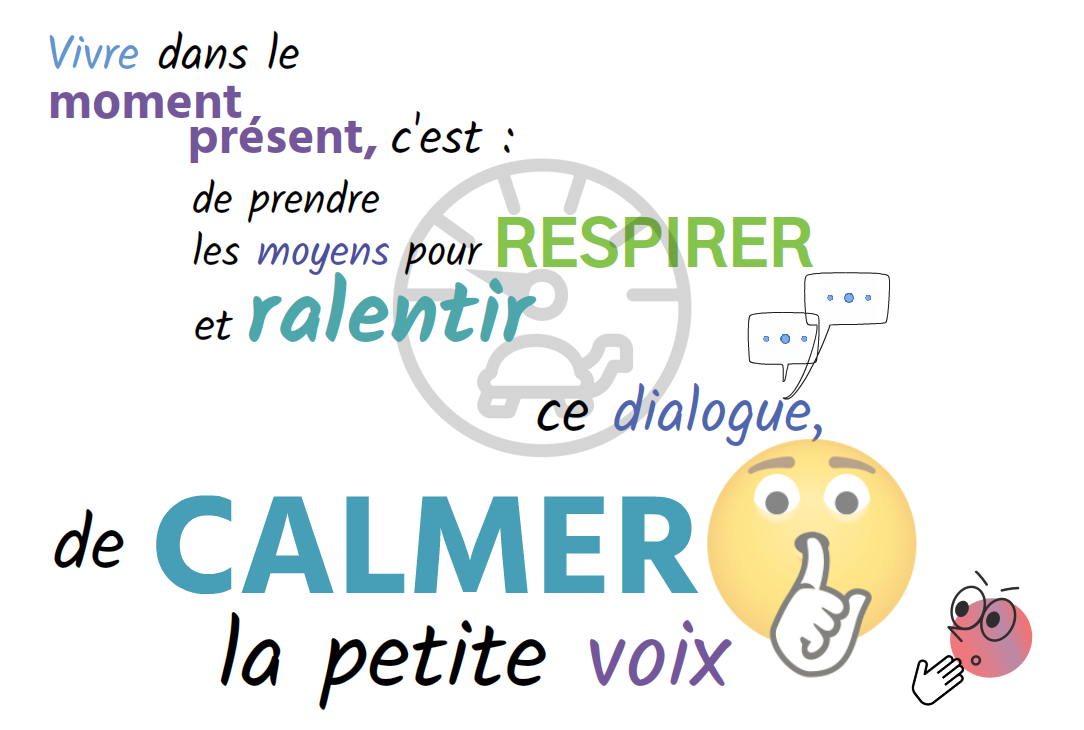 Vivre dans le
moment
présent, c'est :
de prendre
les moyens pour RESPIRER
et ralentir
ce dialogue,
de CALMER
la petite voix